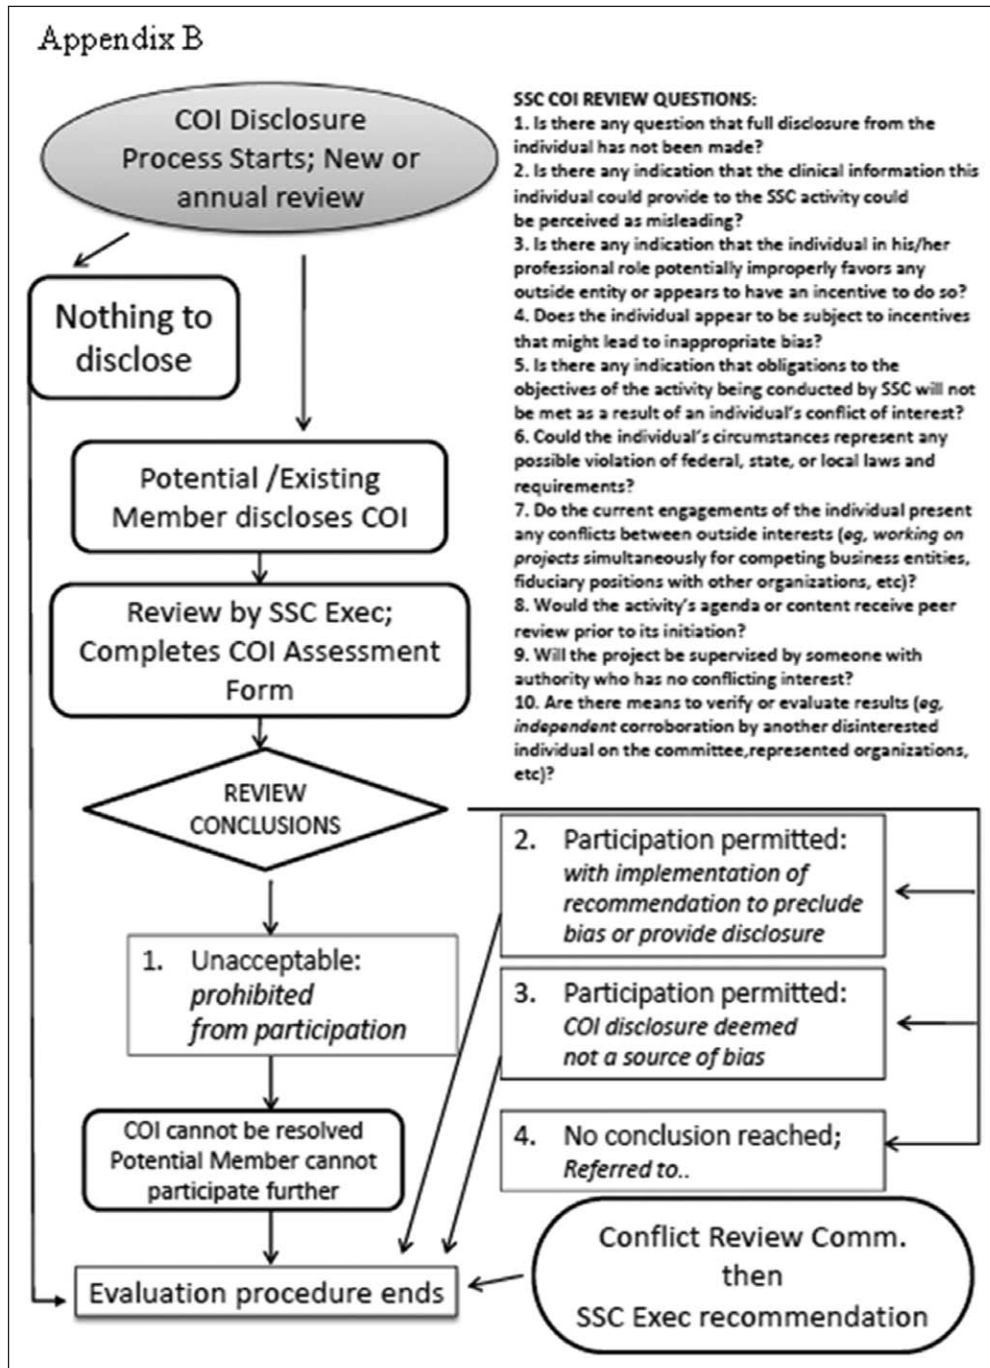 Appendix B
COI Disclosure
Process Starts; New or
annual review
Nothing to
disclose
Potential /Existing
Member discloses COI
Review by SSC Exec;
Completes COI Assessment
Form
REVIEW
CONCLUSIONS
1. Unacceptable:
prohibited
from participation
COI cannot be resolved
Potential Member cannot
participate further
Evaluation procedure ends
SSC COI REVIEW QUESTIONS:
1. Is there any question that full disclosure from the
individual has not been made?
2. Is there any indication that the clinical information this
individual could provide to the SSC activity could
be perceived as misleading?
3. Is there any indication that the individual in his/her
professional role potentially improperly favors any
outside entity or appears to have an incentive to do so?
4. Does the individual appear to be subject to incentives
that might lead to inappropriate bias?
5. Is there any indication that obligations to the
objectives of the activity being conducted by SSC will not
be met as a result of an individual's conflict of interest?
6. Could the individual's circumstances represent any
possible violation of federal, state, or local laws and
requirements?
7. Do the current engagements of the individual present
any conflicts between outside interests (eg, working on
projects simultaneously for competing business entities,
fiduciary positions with other organizations, etc)?
8. Would the activity's agenda or content receive peer
review prior to its initiation?
9. Will the project be supervised by someone with
authority who has no conflicting interest?
10. Are there means to verify or evaluate results (eg,
independent corroboration by another disinterested
individual on the committee,represented organizations,
etc)?
2. Participation permitted:
with implementation of
recommendation to preclude
bias or provide disclosure
3. Participation permitted:
COI disclosure deemed
not a source of bias
4. No conclusion reached;
Referred to..
Conflict Review Comm.
then
SSC Exec recommendation